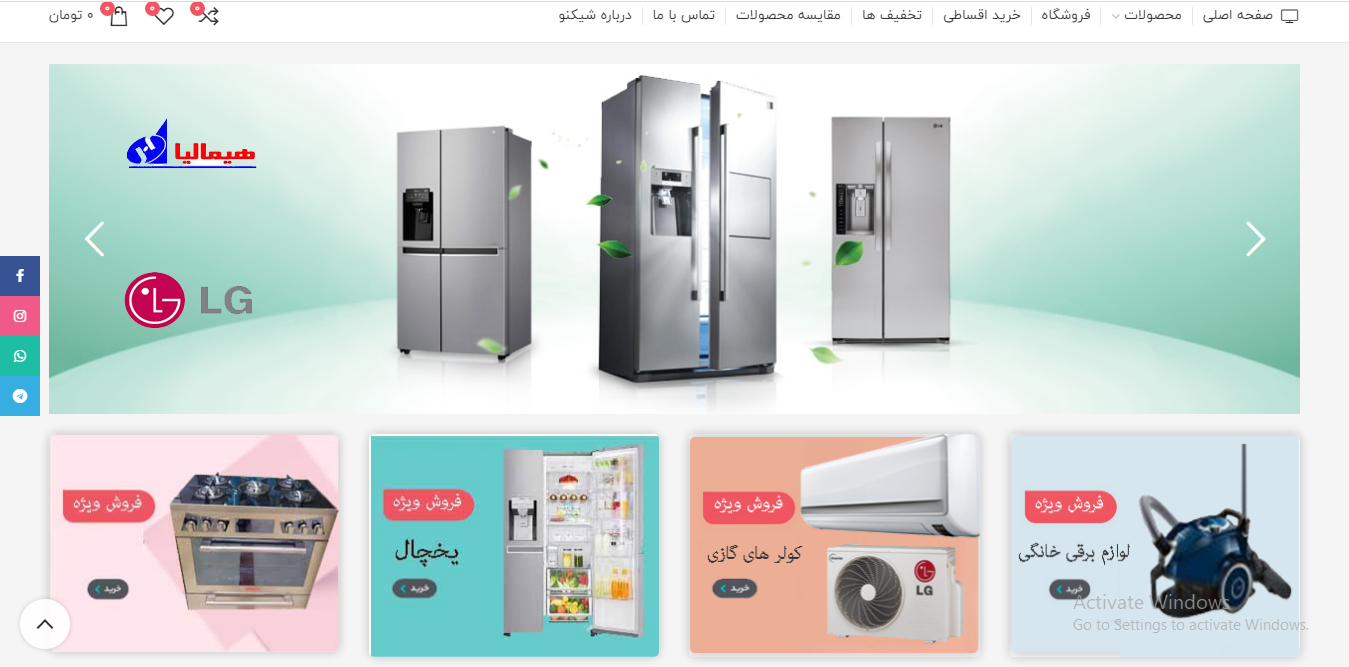 صفحه اصلی
محصولات
فروشگاه
خرید اقساطی
تخفیف ها
مقایسه محصولات
تماس با ما
درباره شیکنو
۰
۰
۰
۰ تومان
هیمالیا
LG
LG
فروش ویژه
لوازم برقی خانگی
خرید
فروش ویژه
کولر های گازی
خرید
LG
فروش ویژه
یخچال
خرید
فروش ویژه
خرید
Activate Windows
Go to Settings to activate Windows.